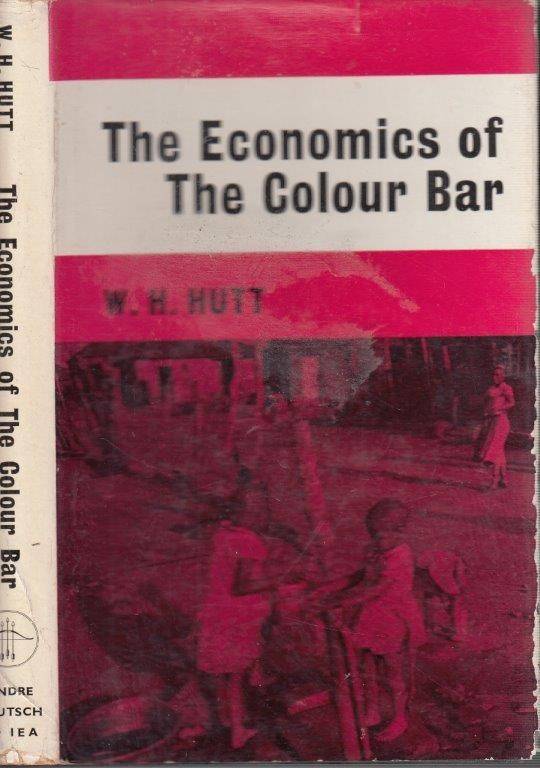 W. H. HUTT The Economics of The Colour Bar
NDRE
UTSCH
IEA
The Economics of
The Colour Bar
W. H. HUTT